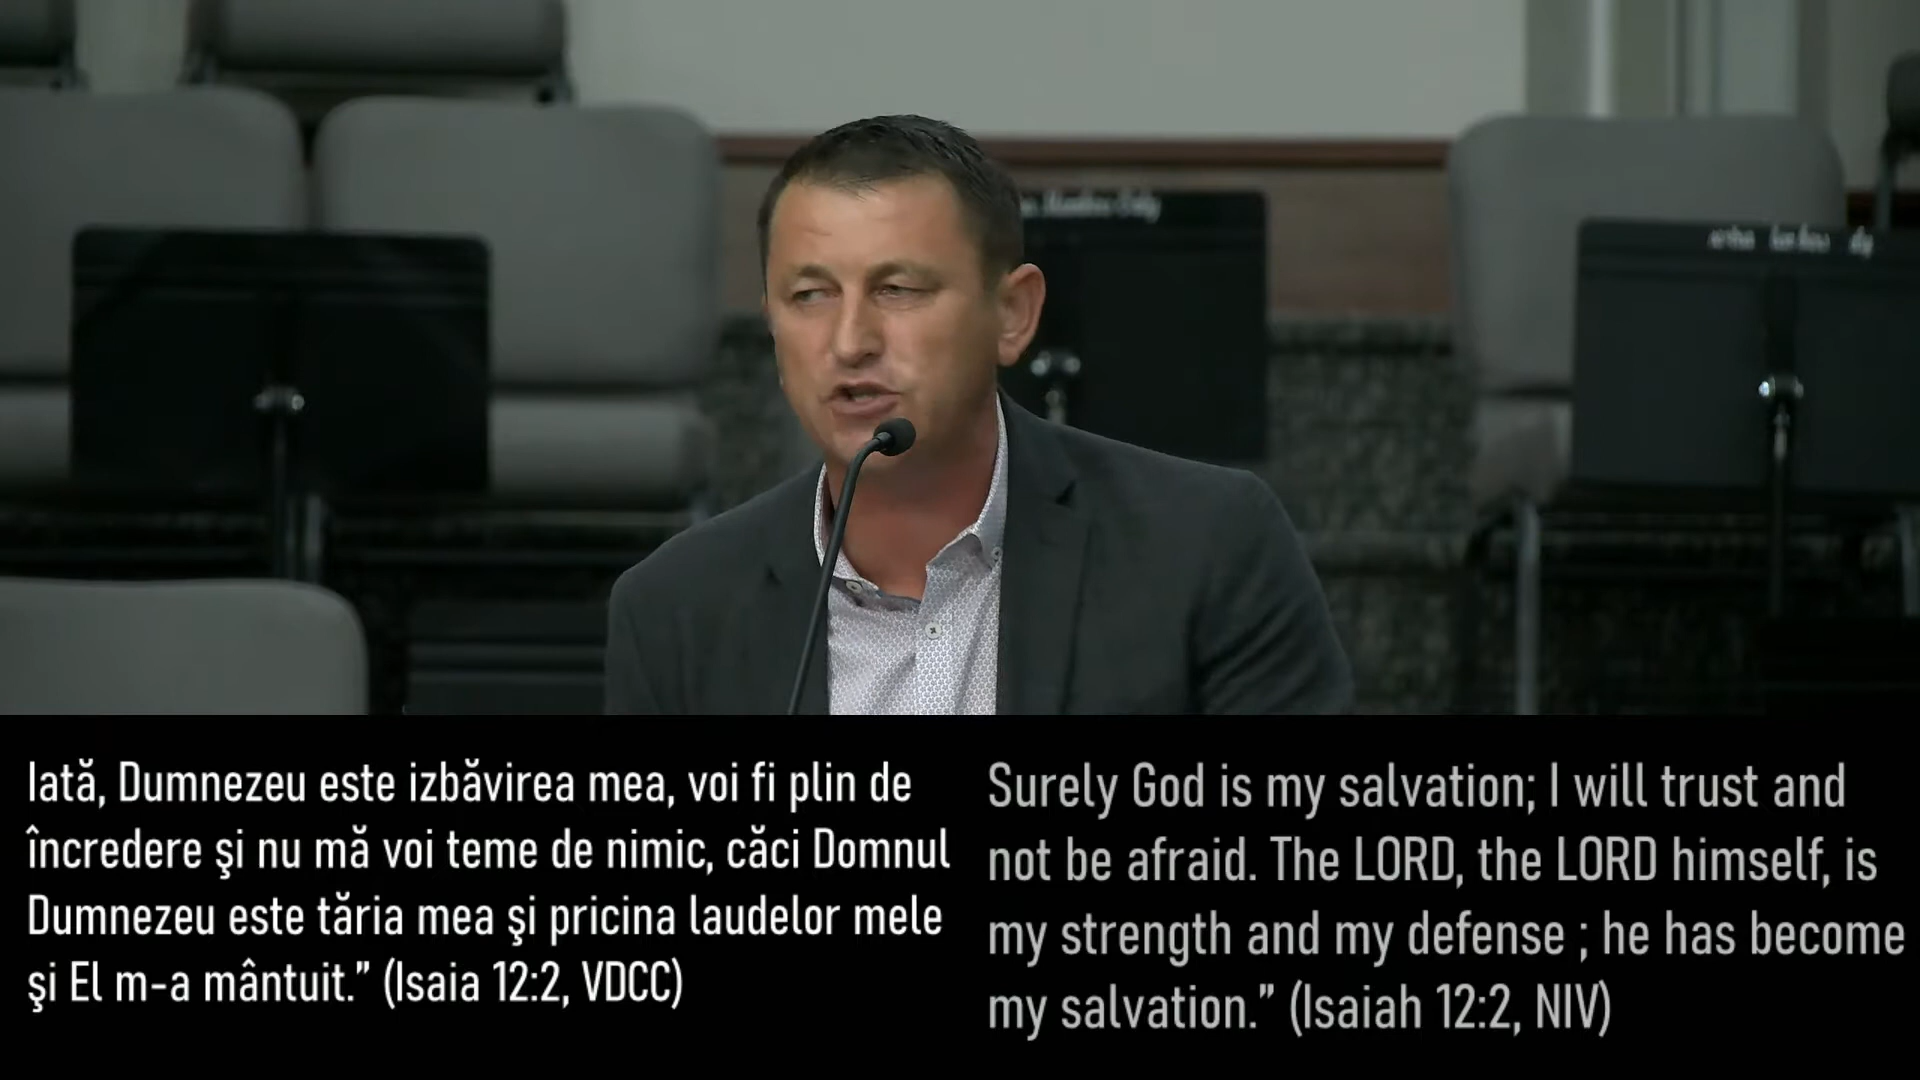 Iată, Dumnezeu este izbăvirea mea, voi fi plin de
încredere şi nu mă voi teme de nimic, căci Domnul
Dumnezeu este tăria mea şi pricina laudelor mele
şi El m-a mântuit.” (Isaia 12:2, VDCC)
Surely God is my salvation; I will trust and
not be afraid. The LORD, the LORD himself, is
my strength and my defense ; he has become
my salvation.” (Isaiah 12:2, NIV)